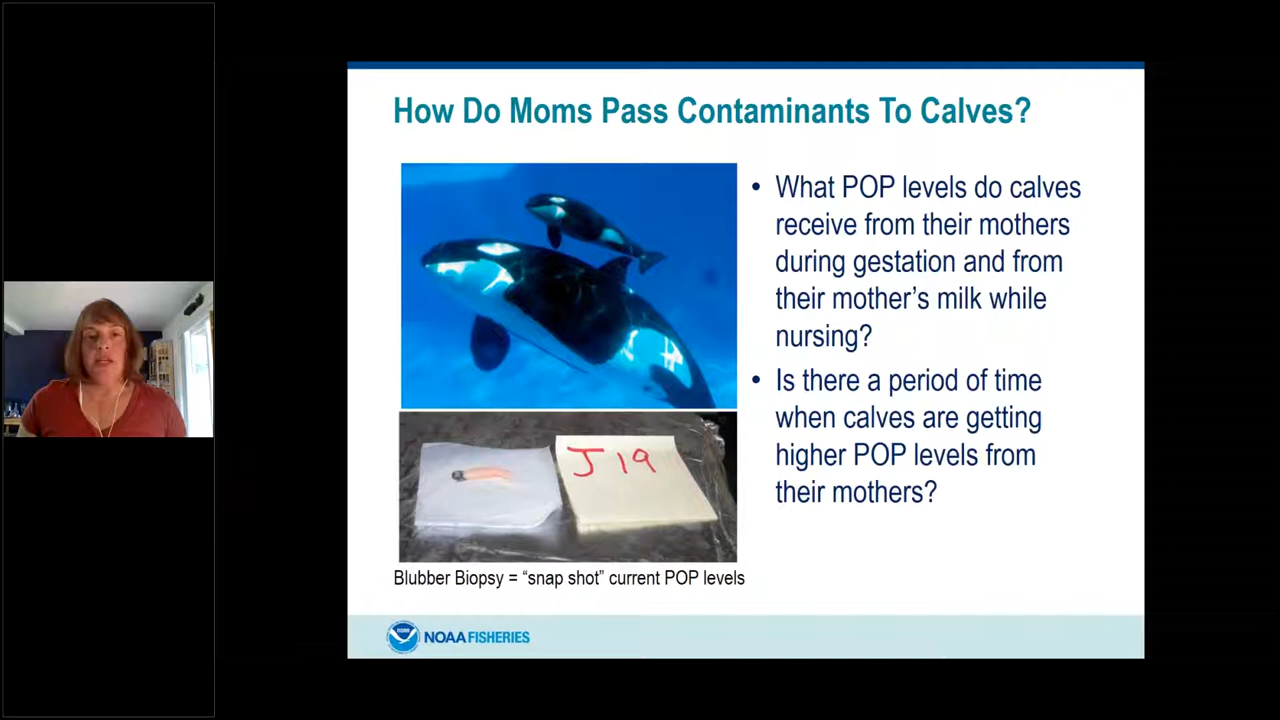 How Do Moms Pass Contaminants To Calves?
• What POP levels do calves
receive from their mothers
during gestation and from
their mother's milk while
nursing?
• Is there a period of time
when calves are getting
higher POP levels from
their mothers?
J19
Blubber Biopsy = “snap shot” current POP levels
NOAA
NOAA FISHERIES